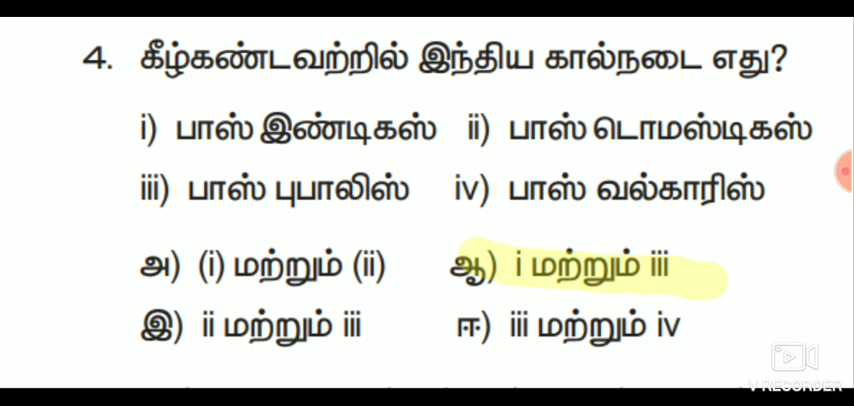 4. கீழ்கண்டவற்றில் இந்திய கால்நடை எது?
i) பாஸ் இண்டிகஸ் ii) பாஸ் டொமஸ்டிகஸ்
iii) பாஸ் புபாலிஸ் iv) பாஸ் வல்காரிஸ்
அ) (i) மற்றும் (ii) ஆ) i மற்றும் iii
இ) ii மற்றும் iii ஈ) iii மற்றும் iv
V RECORDER